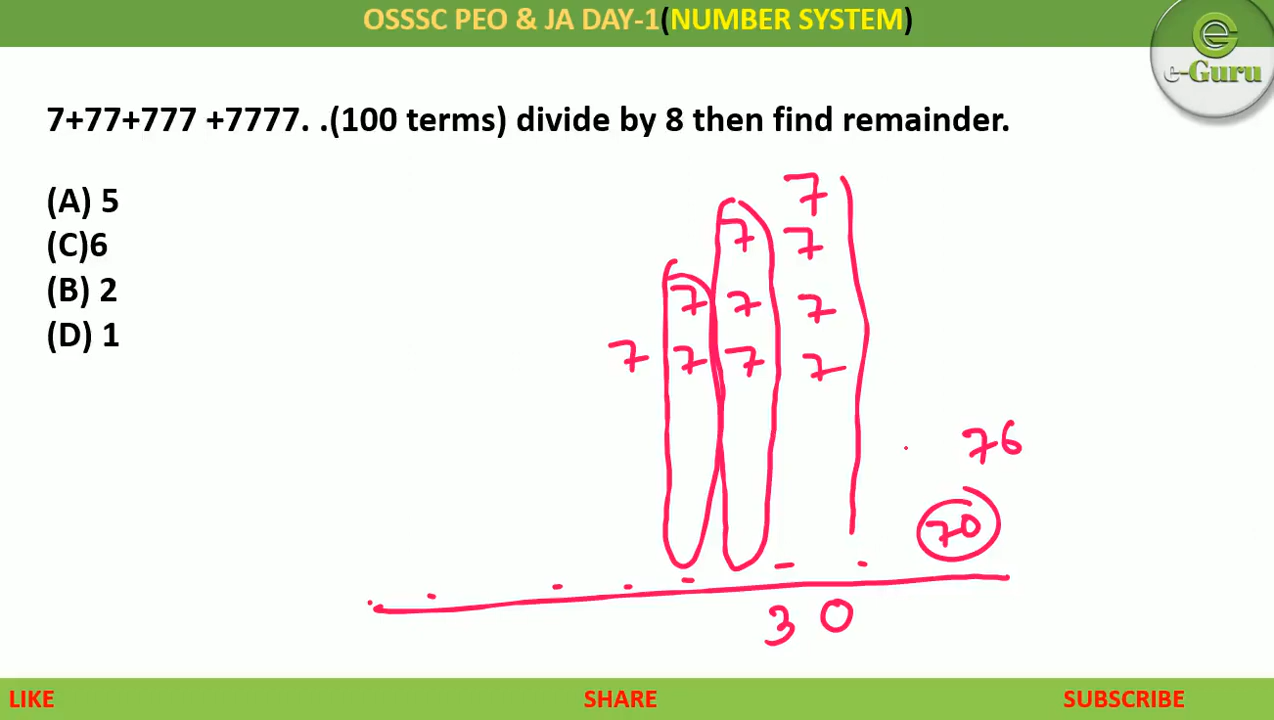 OSSSC PEO & JA DAY-1(NUMBER SYSTEM)
e-Guru
7+77+777 +7777. .(100 terms) divide by 8 then find remainder.
(A) 5
(C)6
(B) 2
(D) 1
7
7 7
7 7 7
7 7 7 7
76
70
3 0
LIKE SHARE SUBSCRIBE